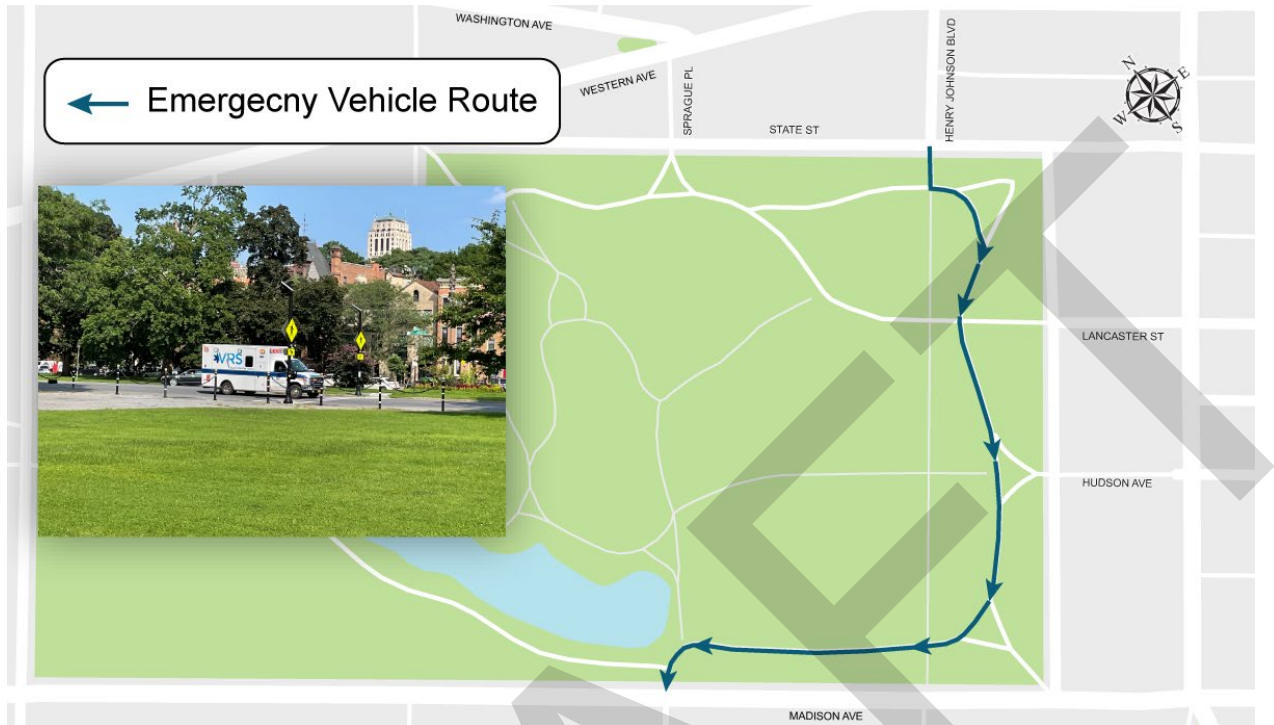 WASHINGTON AVE
WESTERN AVE
SPRAGUE PL
HENRY JOHNSON BLVD
N
E
W
S
Emergecny Vehicle Route
STATE ST
VRS
LANCASTER ST
HUDSON AVE
MADISON AVE